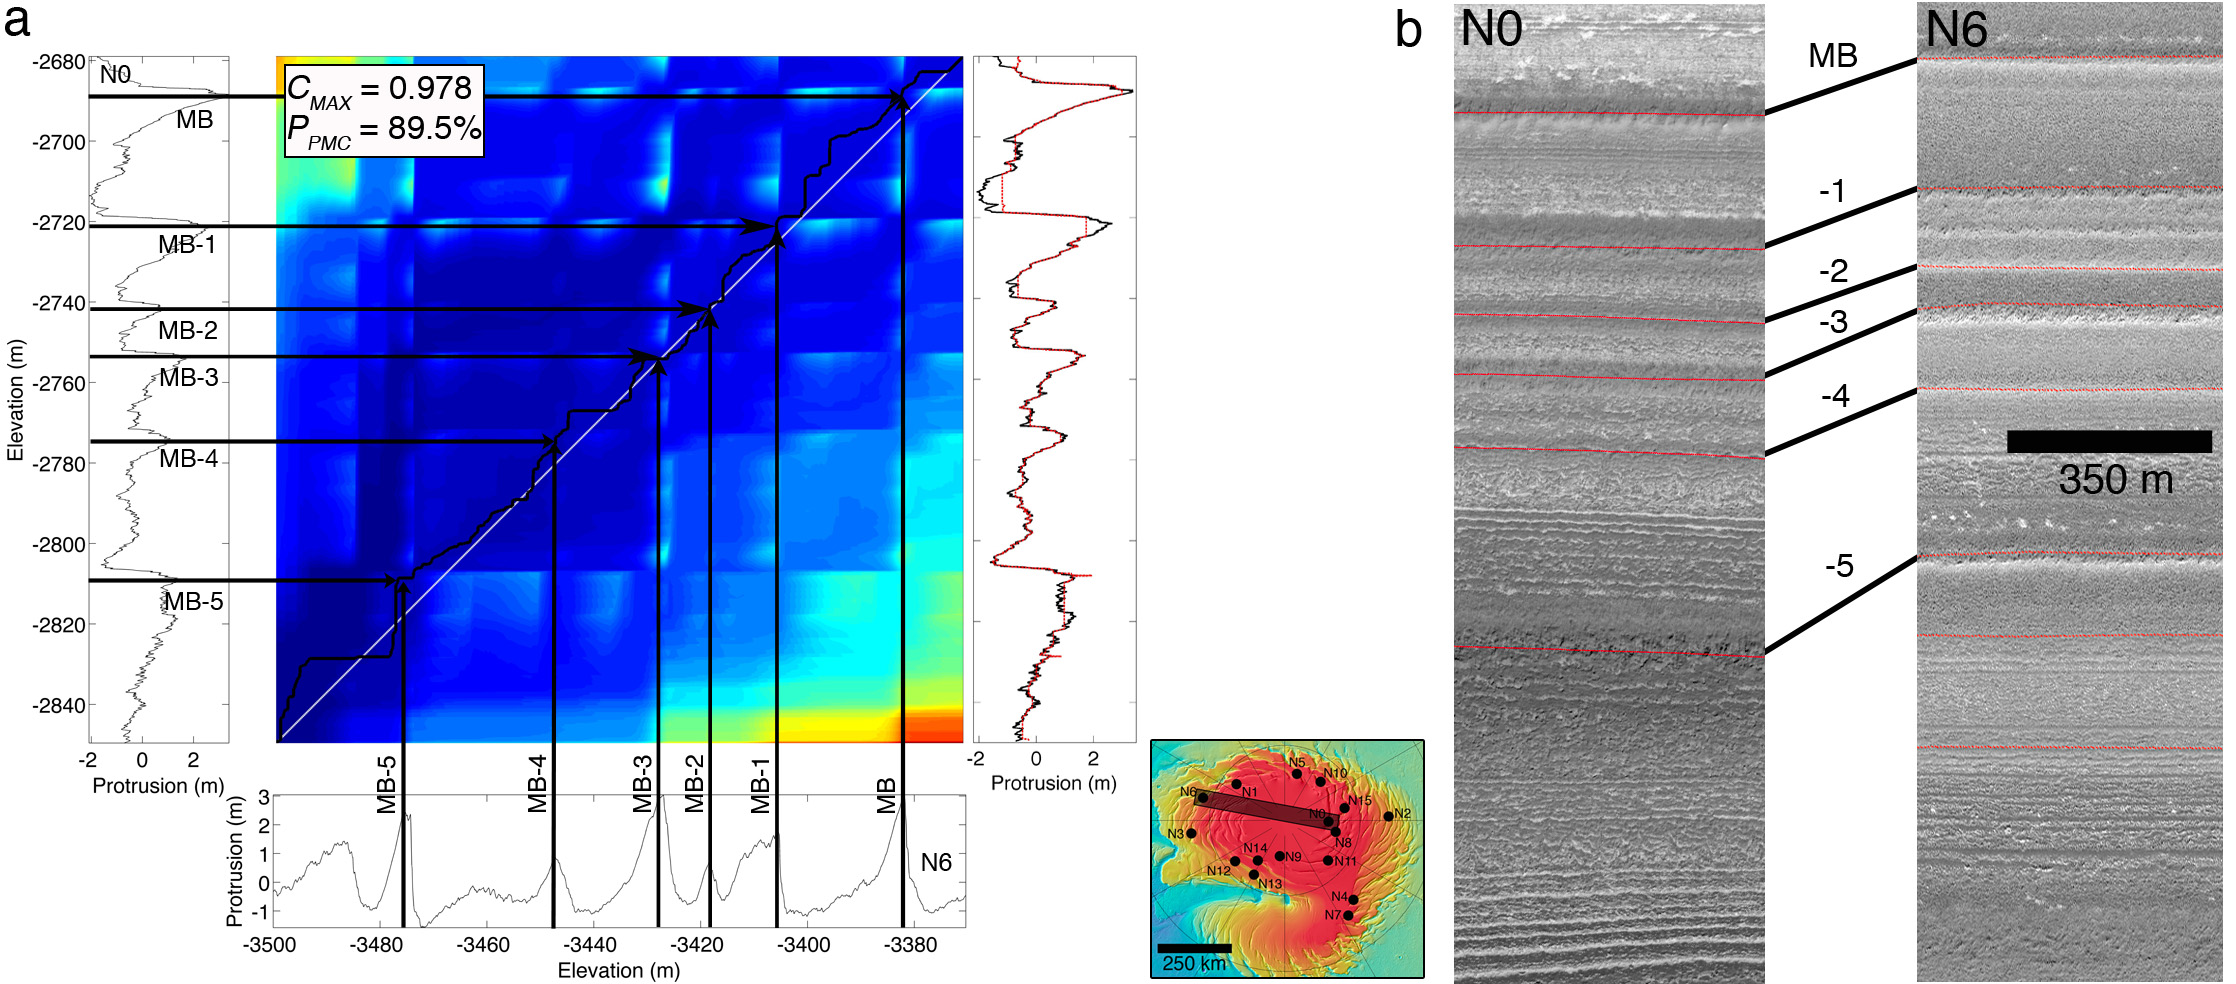 a
N0
-2680
-2700
-2720
-2740
-2760
-2780
-2800
-2820
-2840
Elevation (m)
MB
MB-1
MB-2
MB-3
MB-4
MB-5
-2 0 2
Protrusion (m)
C MAX = 0.978
P PMC = 89.5%
-2 0 2
Protrusion (m)
MB-5
MB-4
MB-3
MB-2
MB-1
MB
3
2
1
0
-1
Protrusion (m)
N6
-3500 -3480 -3460 -3440 -3420 -3400 -3380
Elevation (m)
N5
N10
N6
N1
N15
N0
N2
N3
N8
N14
N9
N11
N12
N13
N4
N7
250 km
b
N0
MB
-1
-2
-3
-4
-5
N6
350 m